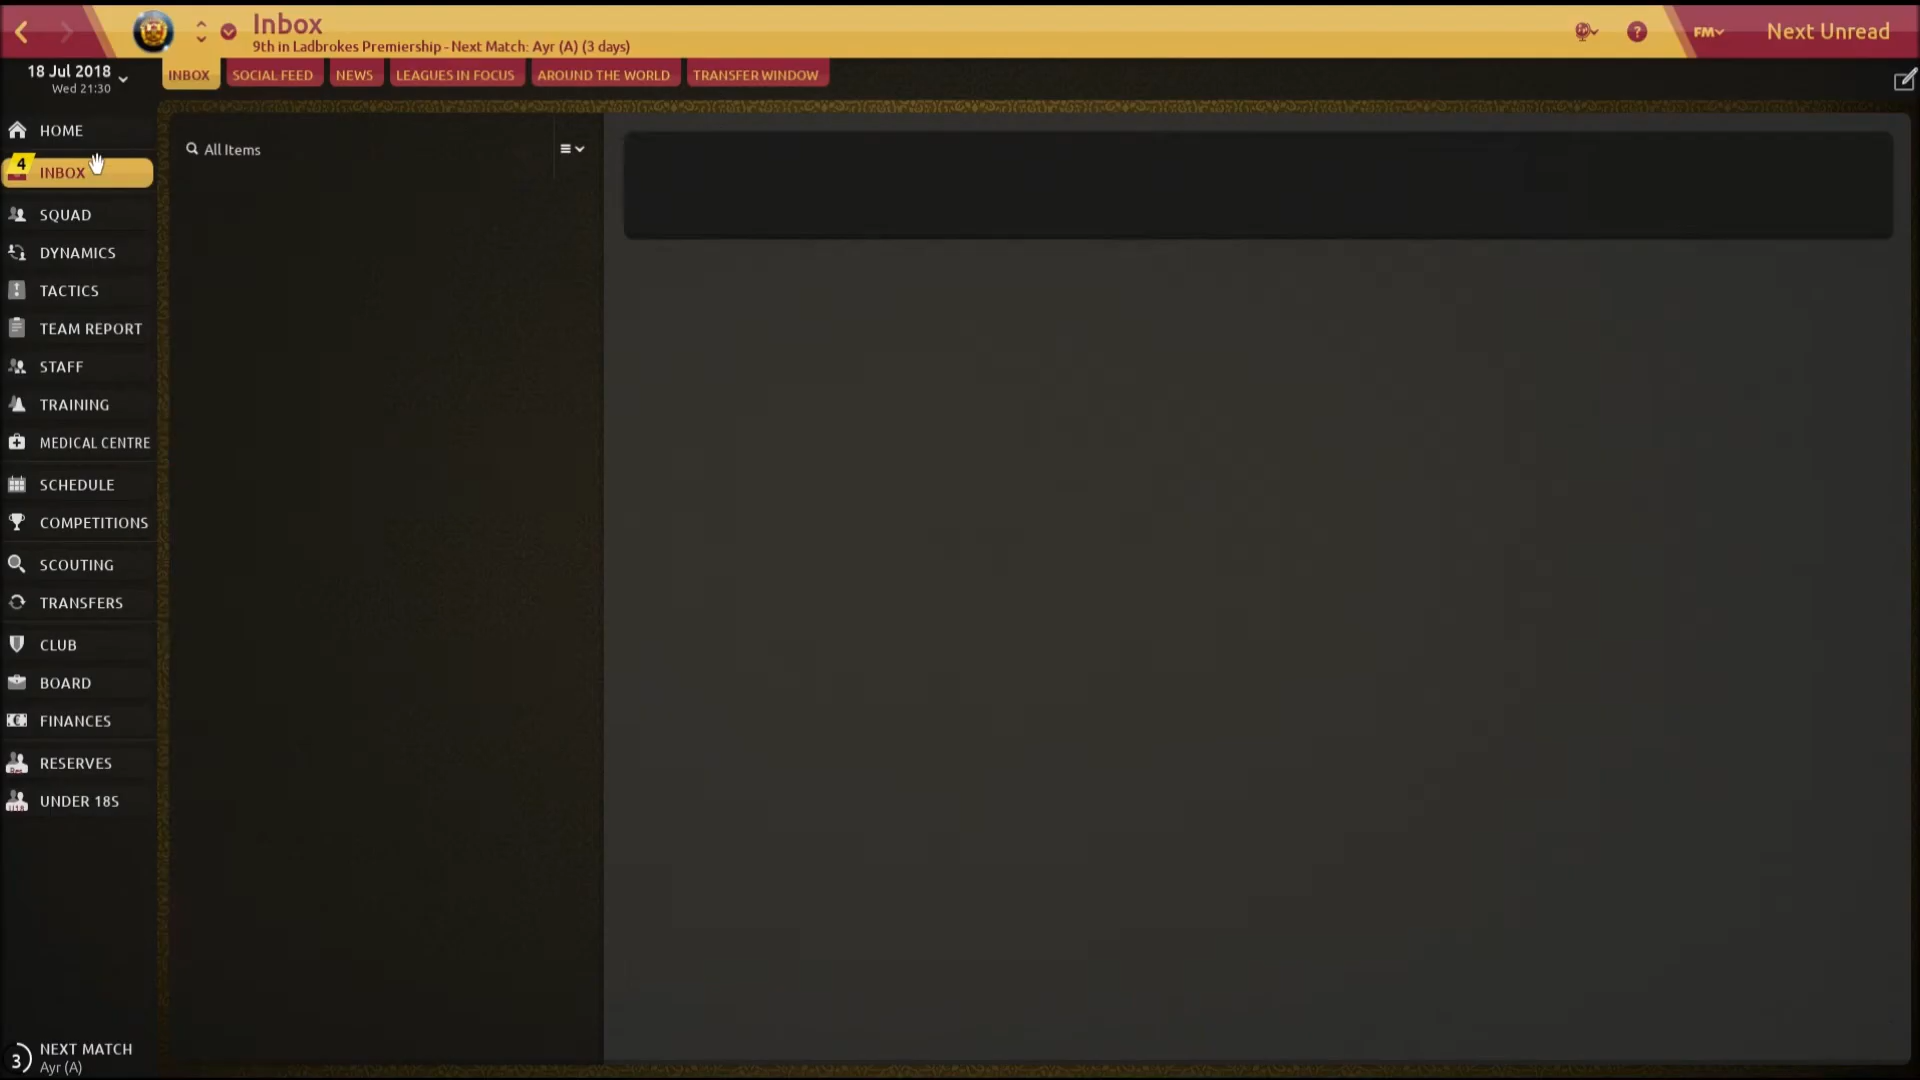 Inbox
9th in Ladbrokes Premiership - Next Match: Ayr (A) (3 days)
?
FM
Next Unread
18 Jul 2018
Wed 21:30
INBOX
SOCIAL FEED
NEWS
LEAGUES IN FOCUS
AROUND THE WORLD
TRANSFER WINDOW
All Items
HOME
4
INBOX
SQUAD
DYNAMICS
TACTICS
TEAM REPORT
STAFF
TRAINING
MEDICAL CENTRE
SCHEDULE
COMPETITIONS
SCOUTING
TRANSFERS
CLUB
BOARD
FINANCES
RESERVES
UNDER 18S
3
NEXT MATCH
Ayr (A)